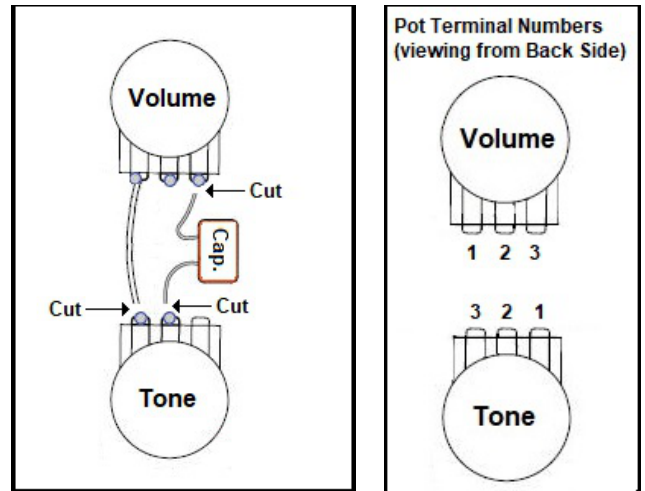 Volume
Cut
Cap.
Cut
Cut
Tone
Pot Terminal Numbers
(viewing from Back Side)
Volume
1 2 3
3 2 1
Tone